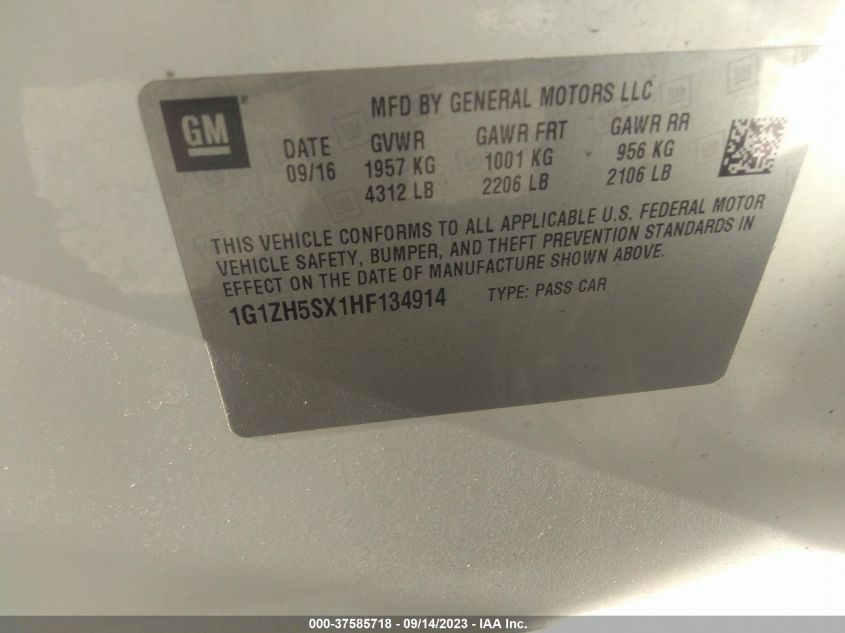 GM ®
MFD BY GENERAL MOTORS LLC
DATE GVWR GAWR FRT GAWR RR
09/16 1957 KG 1001 KG 956 KG
4312 LB 2206 LB 2106 LB
THIS VEHICLE CONFORMS TO ALL APPLICABLE U.S. FEDERAL MOTOR
VEHICLE SAFETY, BUMPER, AND THEFT PREVENTION STANDARDS IN
EFFECT ON THE DATE OF MANUFACTURE SHOWN ABOVE.
1G1ZH5SX1HF134914 TYPE: PASS CAR
000-37585718 - 09/14/2023 - IAA Inc.